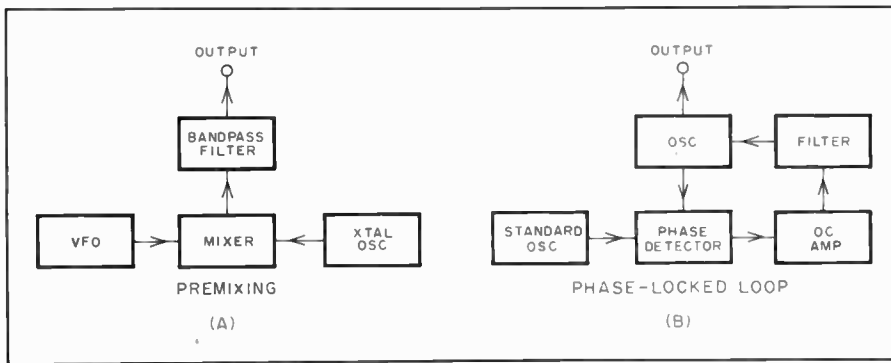 OUTPUT
BANDPASS
FILTER
VFO
MIXER
XTAL
OSC
PREMIXING
(A)
OUTPUT
OSC
FILTER
STANDARD
OSC
PHASE
DETECTOR
OC
AMP
PHASE-LOCKED LOOP
(B)